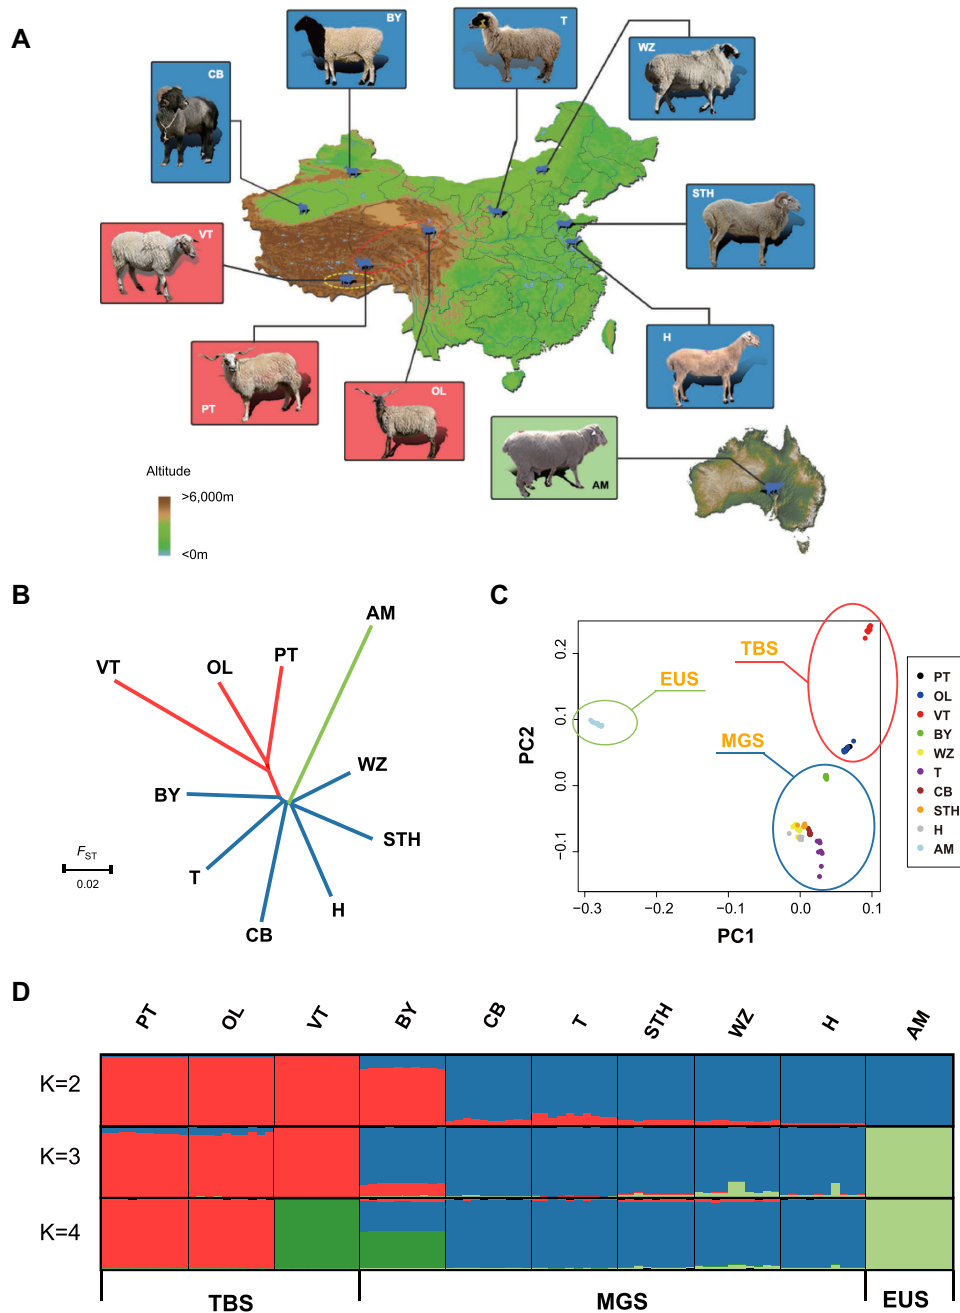 A
BY
T
WZ
CB
STH
VT
H
PT
OL
AM
Altitude
>6,000m
<0m
B
AM
PT
OL
VT
WZ
BY
STH
T
H
CB
FST
0.02
C
TBS
EUS
MGS
PC2
0.2
0.1
0.0
−0.1
−0.3
−0.2
−0.1
0.0
0.1
PC1
PT
OL
VT
BY
WZ
T
CB
STH
H
AM
D
PT OL VT BY CB T STH WZ H AM
K=2
K=3
K=4
TBS MGS EUS